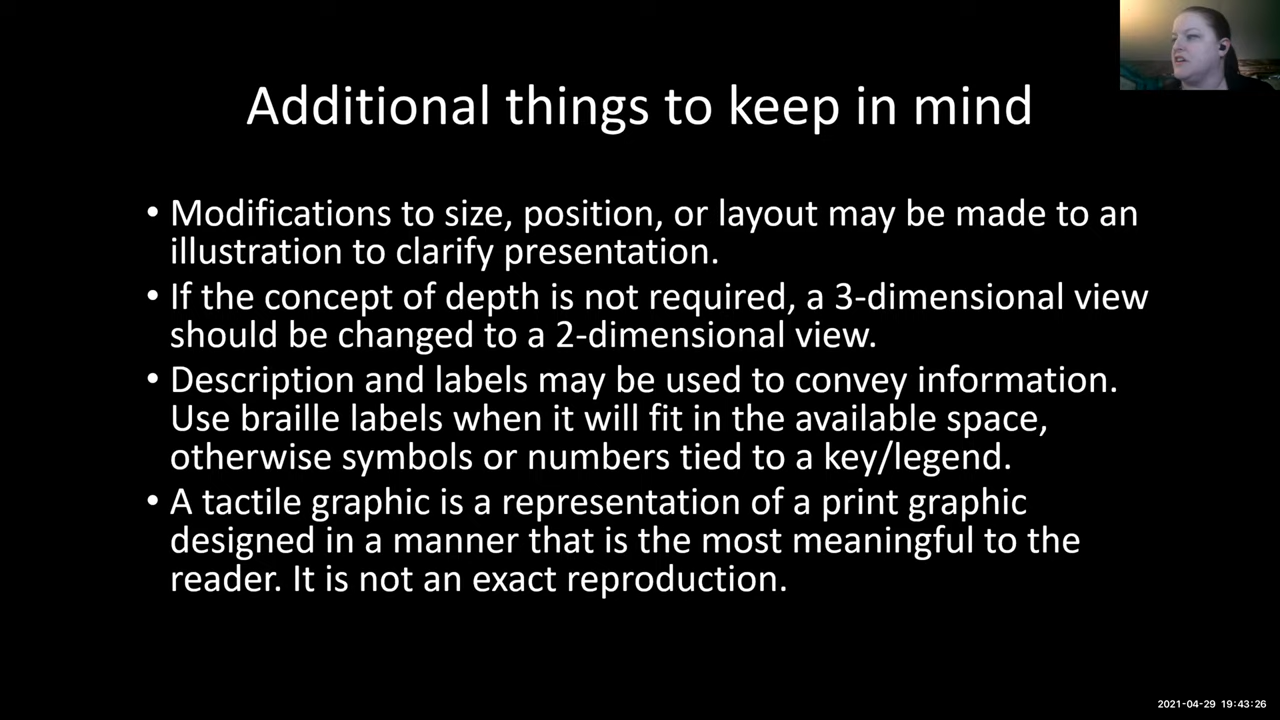 Additional things to keep in mind
• Modifications to size, position, or layout may be made to an
illustration to clarify presentation.
• If the concept of depth is not required, a 3-dimensional view
should be changed to a 2-dimensional view.
• Description and labels may be used to convey information.
Use braille labels when it will fit in the available space,
otherwise symbols or numbers tied to a key/legend.
• A tactile graphic is a representation of a print graphic
designed in a manner that is the most meaningful to the
reader. It is not an exact reproduction.
2021-04-29 19:43:26